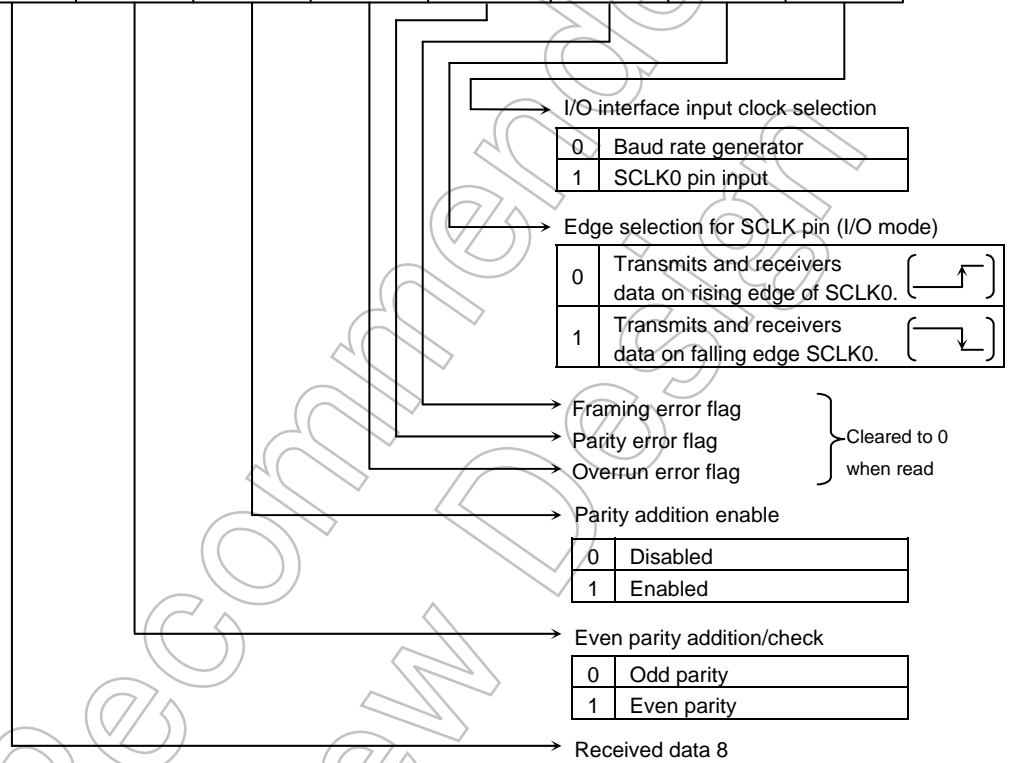 I/O interface input clock selection
0 Baud rate generator
1 SCLK0 pin input
Edge selection for SCLK pin (I/O mode)
0 Transmits and receivers
data on rising edge of SCLK0.
1 Transmits and receivers
data on falling edge SCLK0.
Framing error flag
Parity error flag
Overrun error flag
Cleared to 0
when read
Parity addition enable
0 Disabled
1 Enabled
Even parity addition/check
0 Odd parity
1 Even parity
Received data 8